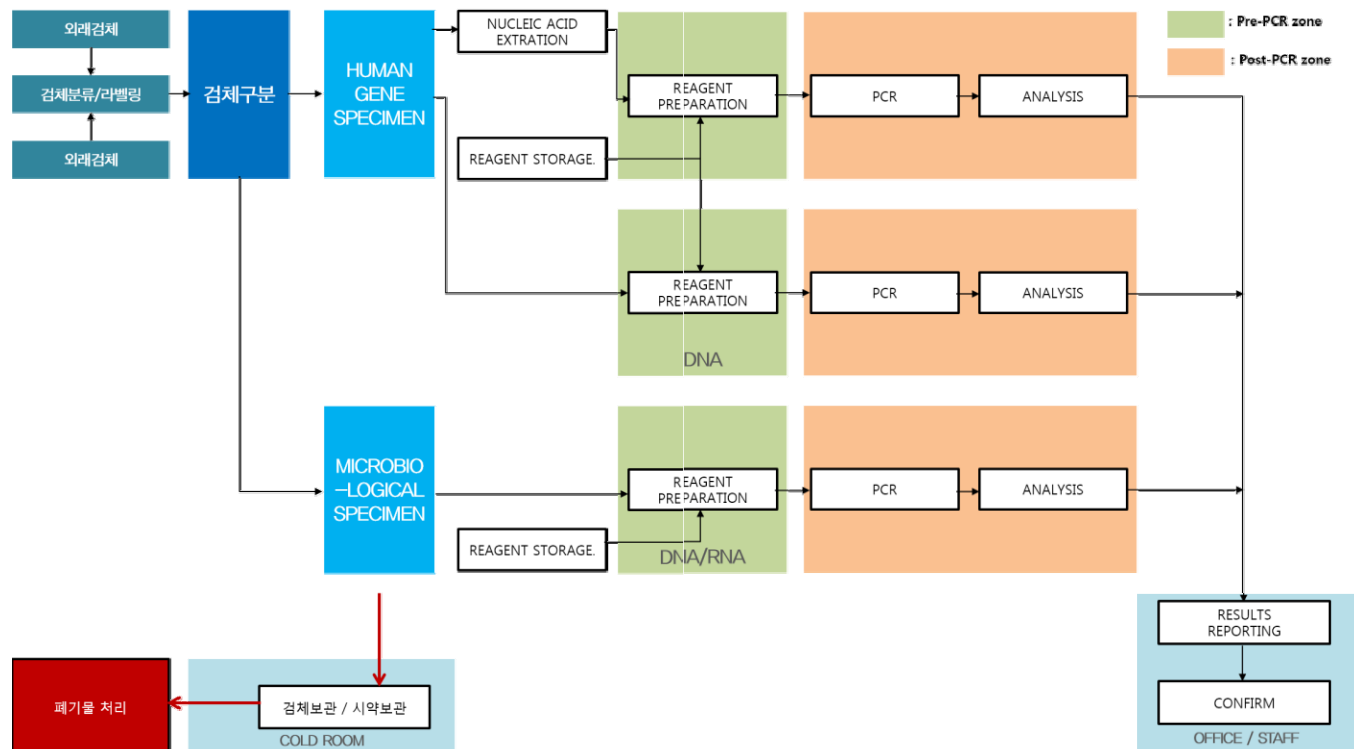 외래검체
검체분류/라벨링
외래검체
검체구분
HUMAN
GENE
SPECIMEN
NUCLEIC ACID
EXTRATION
REAGENT STORAGE.
REAGENT
PREPARATION
PCR
ANALYSIS
: Pre-PCR zone
: Post-PCR zone
REAGENT
PREPARATION
DNA
PCR
ANALYSIS
MICROBIO
-LOGICAL
SPECIMEN
REAGENT STORAGE.
REAGENT
PREPARATION
DNA/RNA
PCR
ANALYSIS
폐기물 처리
검체보관 / 시약보관
COLD ROOM
RESULTS
REPORTING
CONFIRM
OFFICE / STAFF